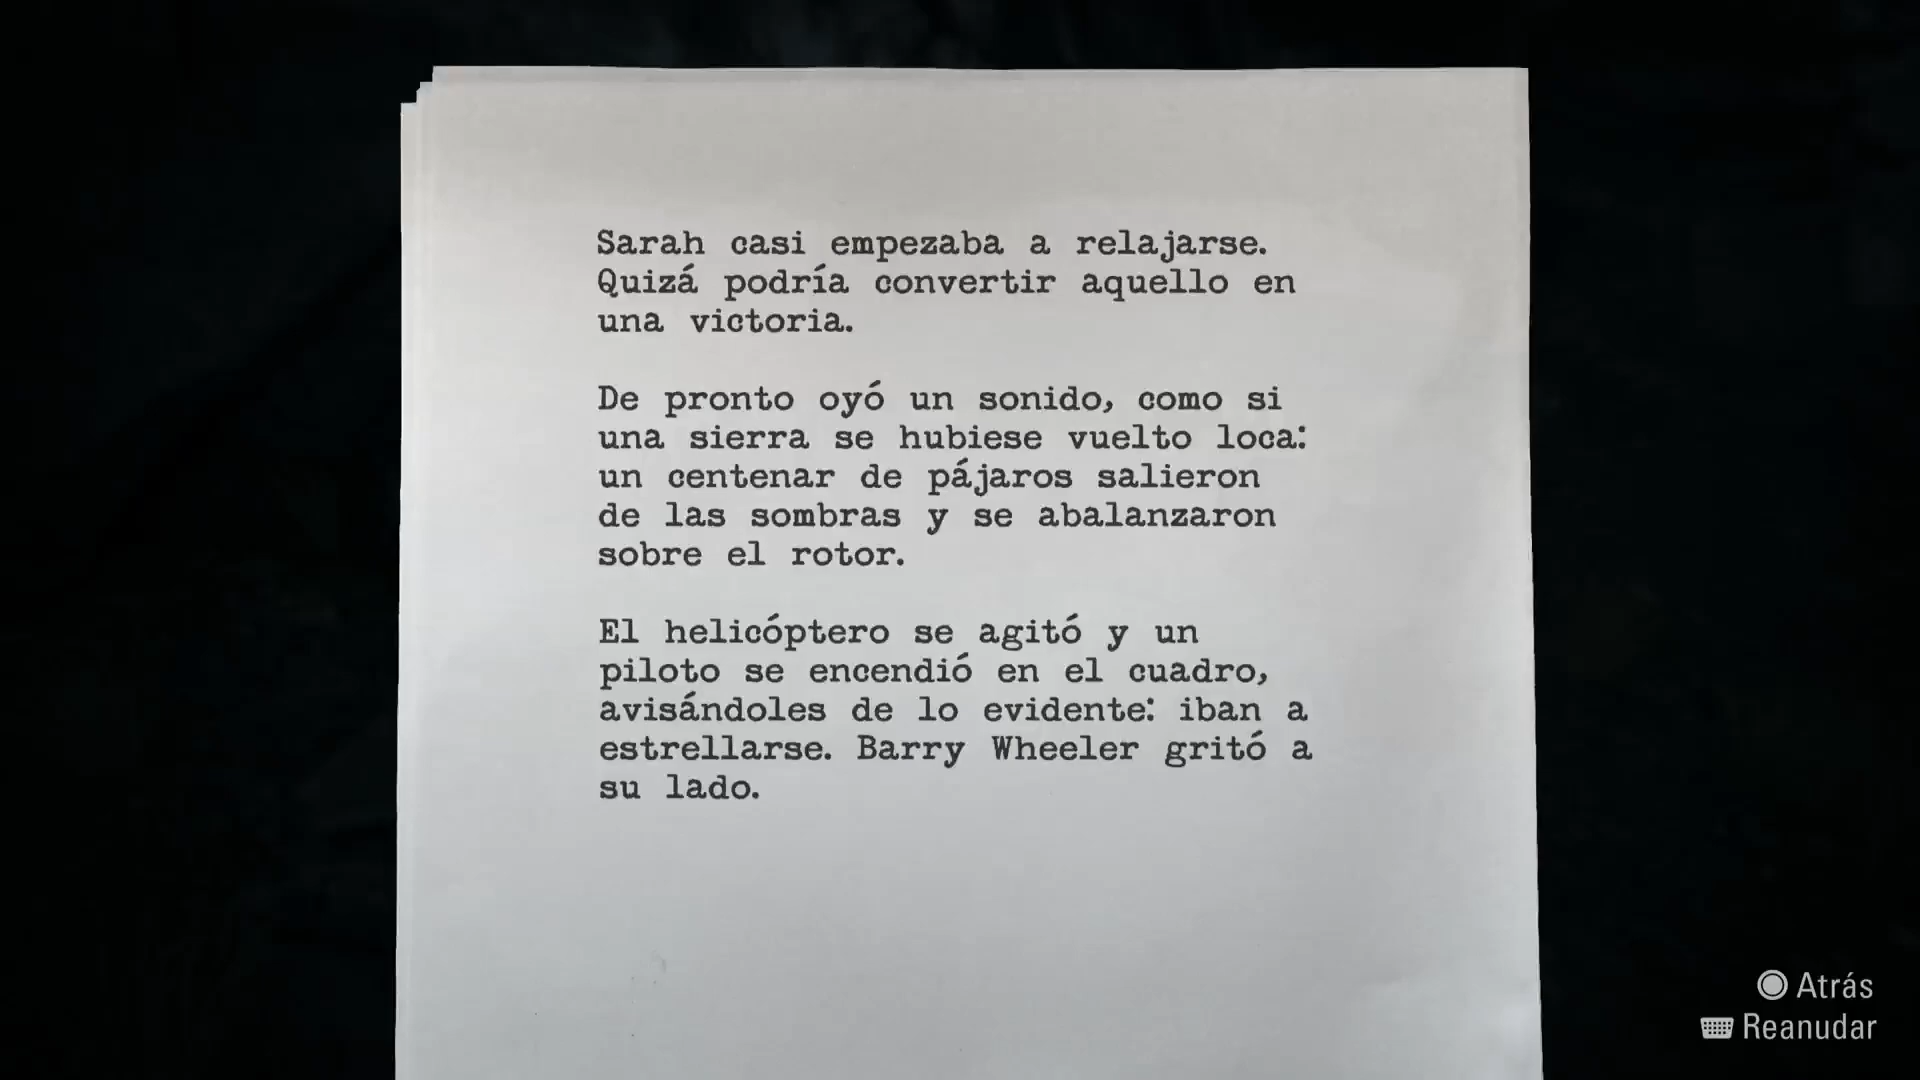 Sarah casi empezaba a relajarse.
Quizá podría convertir aquello en
una victoria.
De pronto oyó un sonido, como si
una sierra se hubiese vuelto loca:
un centenar de pájaros salieron
de las sombras y se abalanzaron
sobre el rotor.
El helicóptero se agitó y un
piloto se encendió en el cuadro,
avisándoles de lo evidente: iban a
estrellarse. Barry Wheeler gritó a
su lado.
Atrás
Reanudar